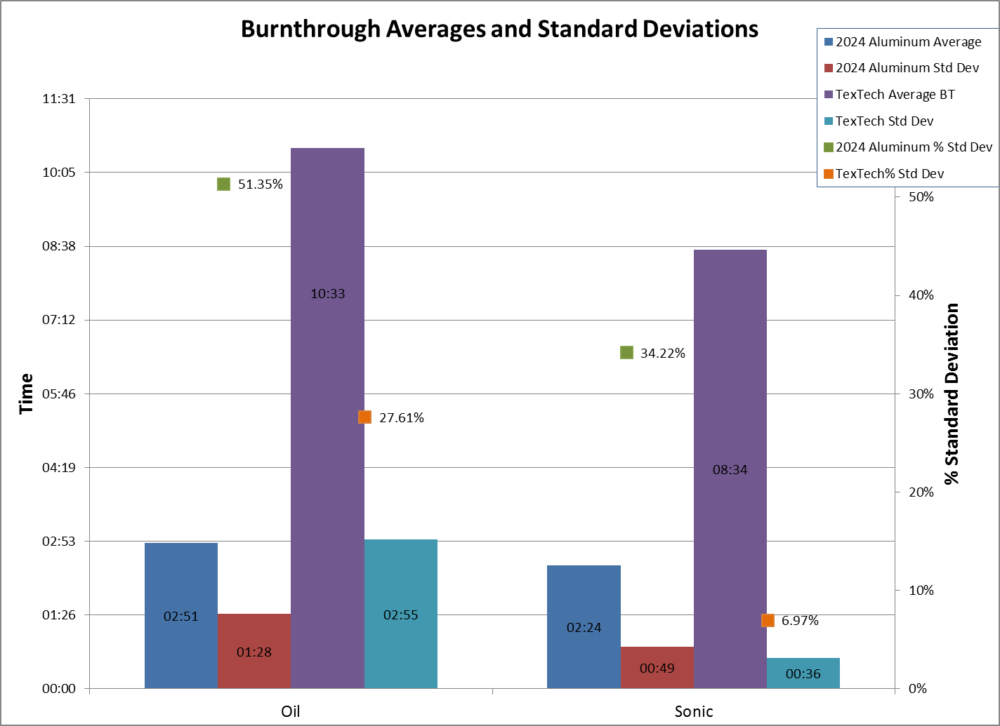 Burnthrough Averages and Standard Deviations
2024 Aluminum Average
2024 Aluminum Std Dev
TexTech Average BT
TexTech Std Dev
2024 Aluminum % Std Dev
TexTech% Std Dev
11:31
10:05
08:38
07:12
05:46
04:19
02:53
01:26
00:00
Time
51.35%
10:33
27.61%
02:51
01:28
02:55
34.22%
08:34
6.97%
02:24
00:49
00:36
50%
40%
30%
20%
10%
0%
% Standard Deviation
Oil
Sonic